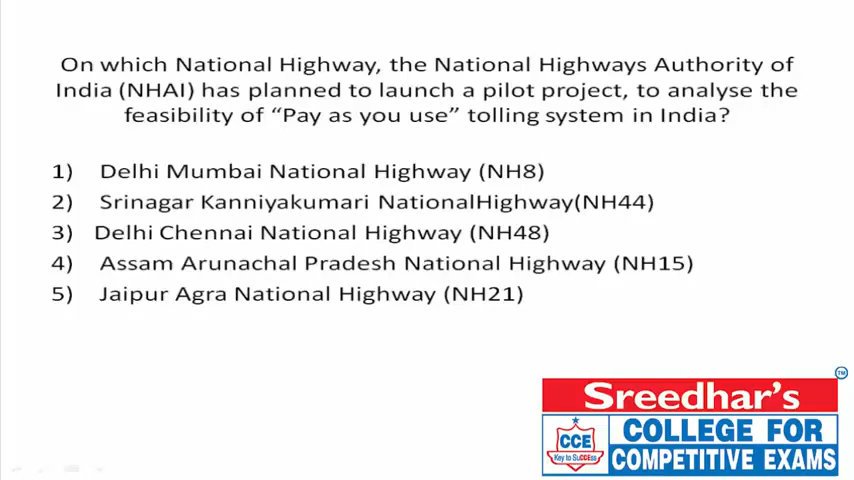 On which National Highway, the National Highways Authority of
India (NHAI) has planned to launch a pilot project, to analyse the
feasibility of “Pay as you use” tolling system in India?
1) Delhi Mumbai National Highway (NH8)
2) Srinagar Kanniyakumari NationalHighway(NH44)
3) Delhi Chennai National Highway (NH48)
4) Assam Arunachal Pradesh National Highway (NH15)
5) Jaipur Agra National Highway (NH21)
TM
Sreedhar's
CCE
Key to SuCCEss
COLLEGE FOR
COMPETITIVE EXAMS